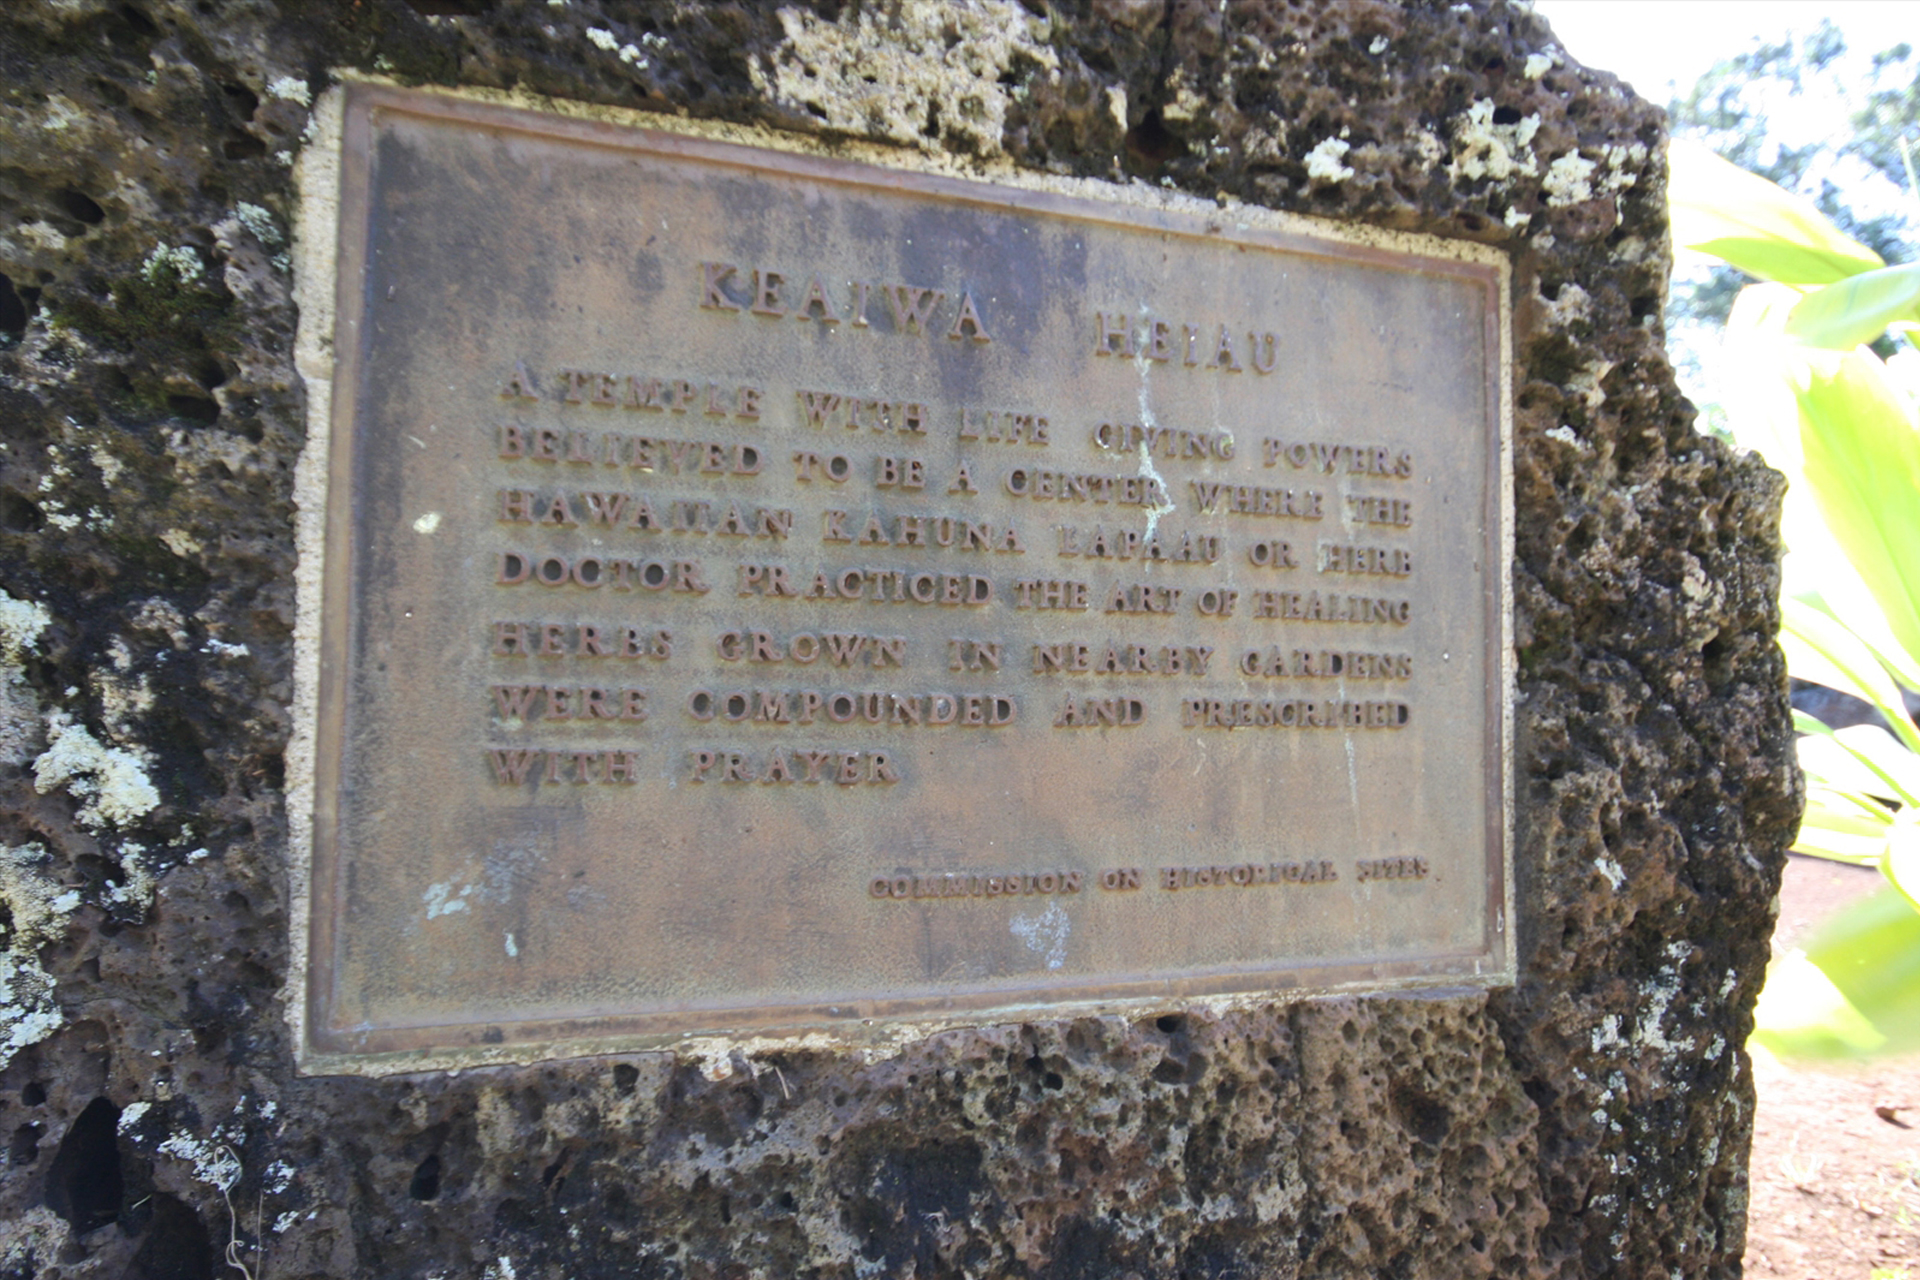 KEAIWA HEIAU
A TEMPLE WITH LIFE GIVING POWERS
BELIEVED TO BE A CENTER WHERE THE
HAWAIIAN KAHUNA LAPAAU OR HERB
DOCTOR PRACTICED THE ART OF HEALING
HERBS GROWN IN NEARBY GARDENS
WERE COMPOUNDED AND PRESCRIBED
WITH PRAYER
COMMISSION ON HISTORICAL SITES